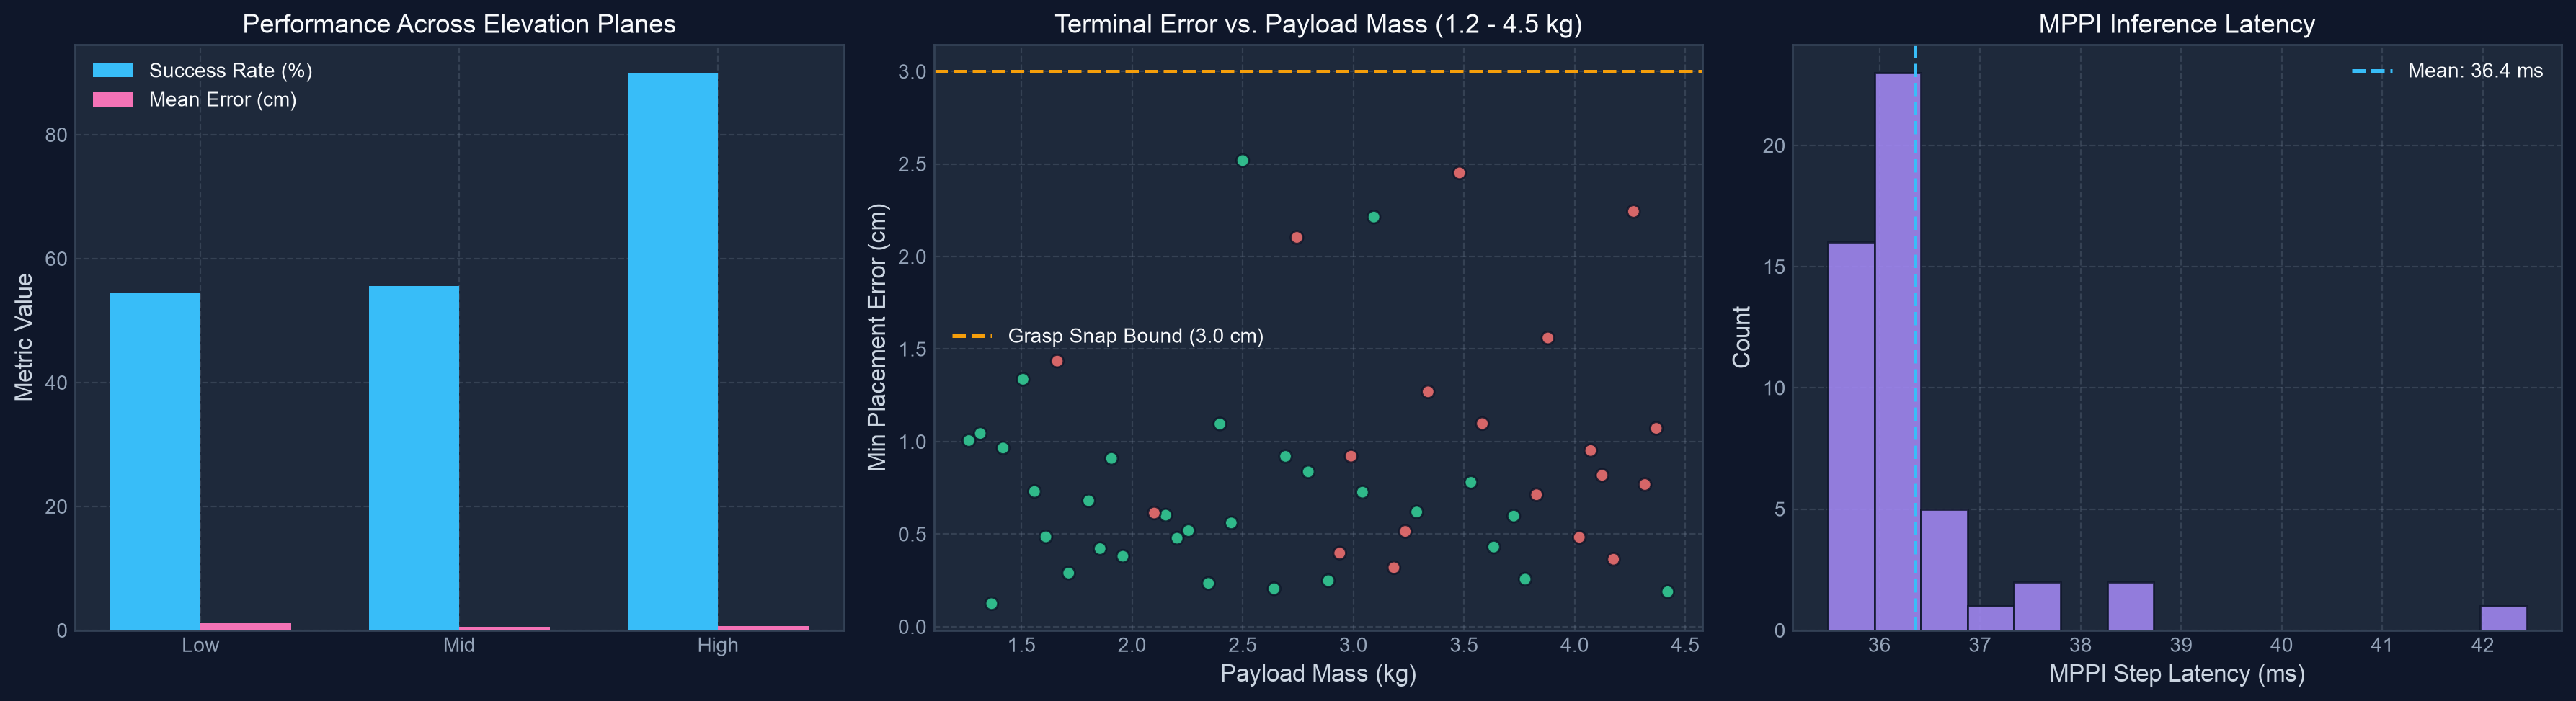 Performance Across Elevation Planes
Success Rate (%)
Mean Error (cm)
Metric Value
80
60
40
20
0
Low Mid High
Terminal Error vs. Payload Mass (1.2 - 4.5 kg)
Grasp Snap Bound (3.0 cm)
Min Placement Error (cm)
3.0
2.5
2.0
1.5
1.0
0.5
0.0
1.5 2.0 2.5 3.0 3.5 4.0 4.5
Payload Mass (kg)
MPPI Inference Latency
Mean: 36.4 ms
Count
20
15
10
5
0
36 37 38 39 40 41 42
MPPI Step Latency (ms)